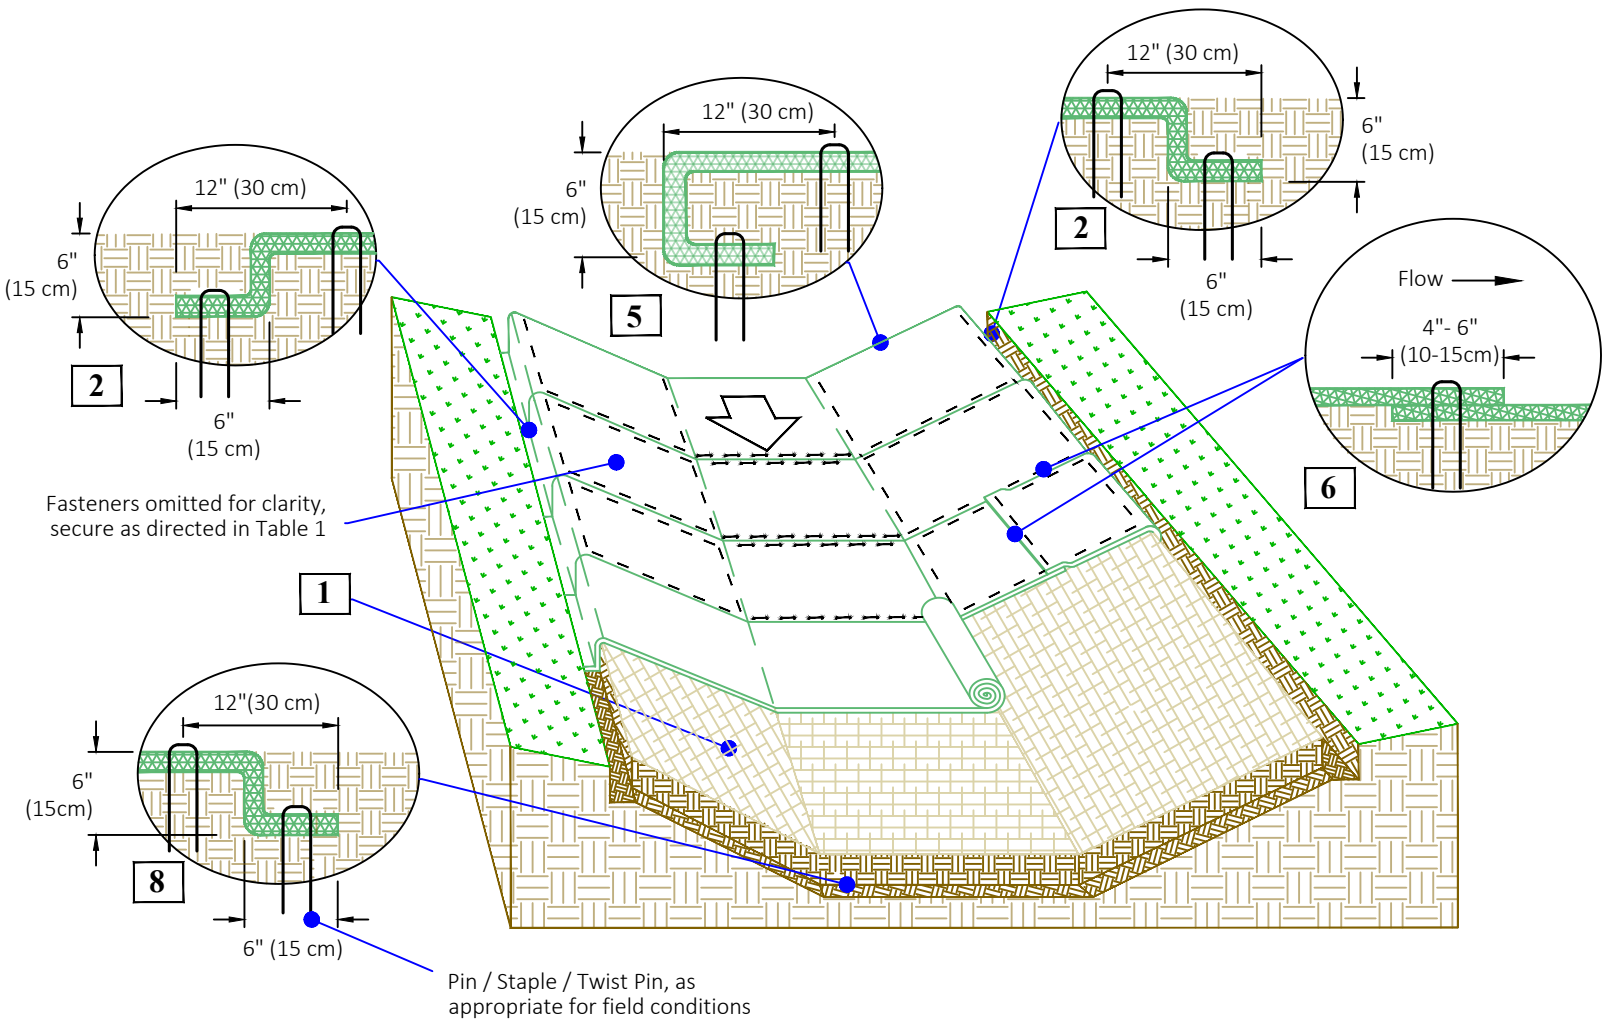 12" (30 cm)
6"
(15 cm)
2
6"
(15 cm)
12" (30 cm)
6"
(15 cm)
5
12" (30 cm)
6"
(15 cm)
2
6"
(15 cm)
Flow
4"- 6"
(10-15cm)
6
Fasteners omitted for clarity,
secure as directed in Table 1
1
12"(30 cm)
6"
(15cm)
8
6" (15 cm)
Pin / Staple / Twist Pin, as
appropriate for field conditions